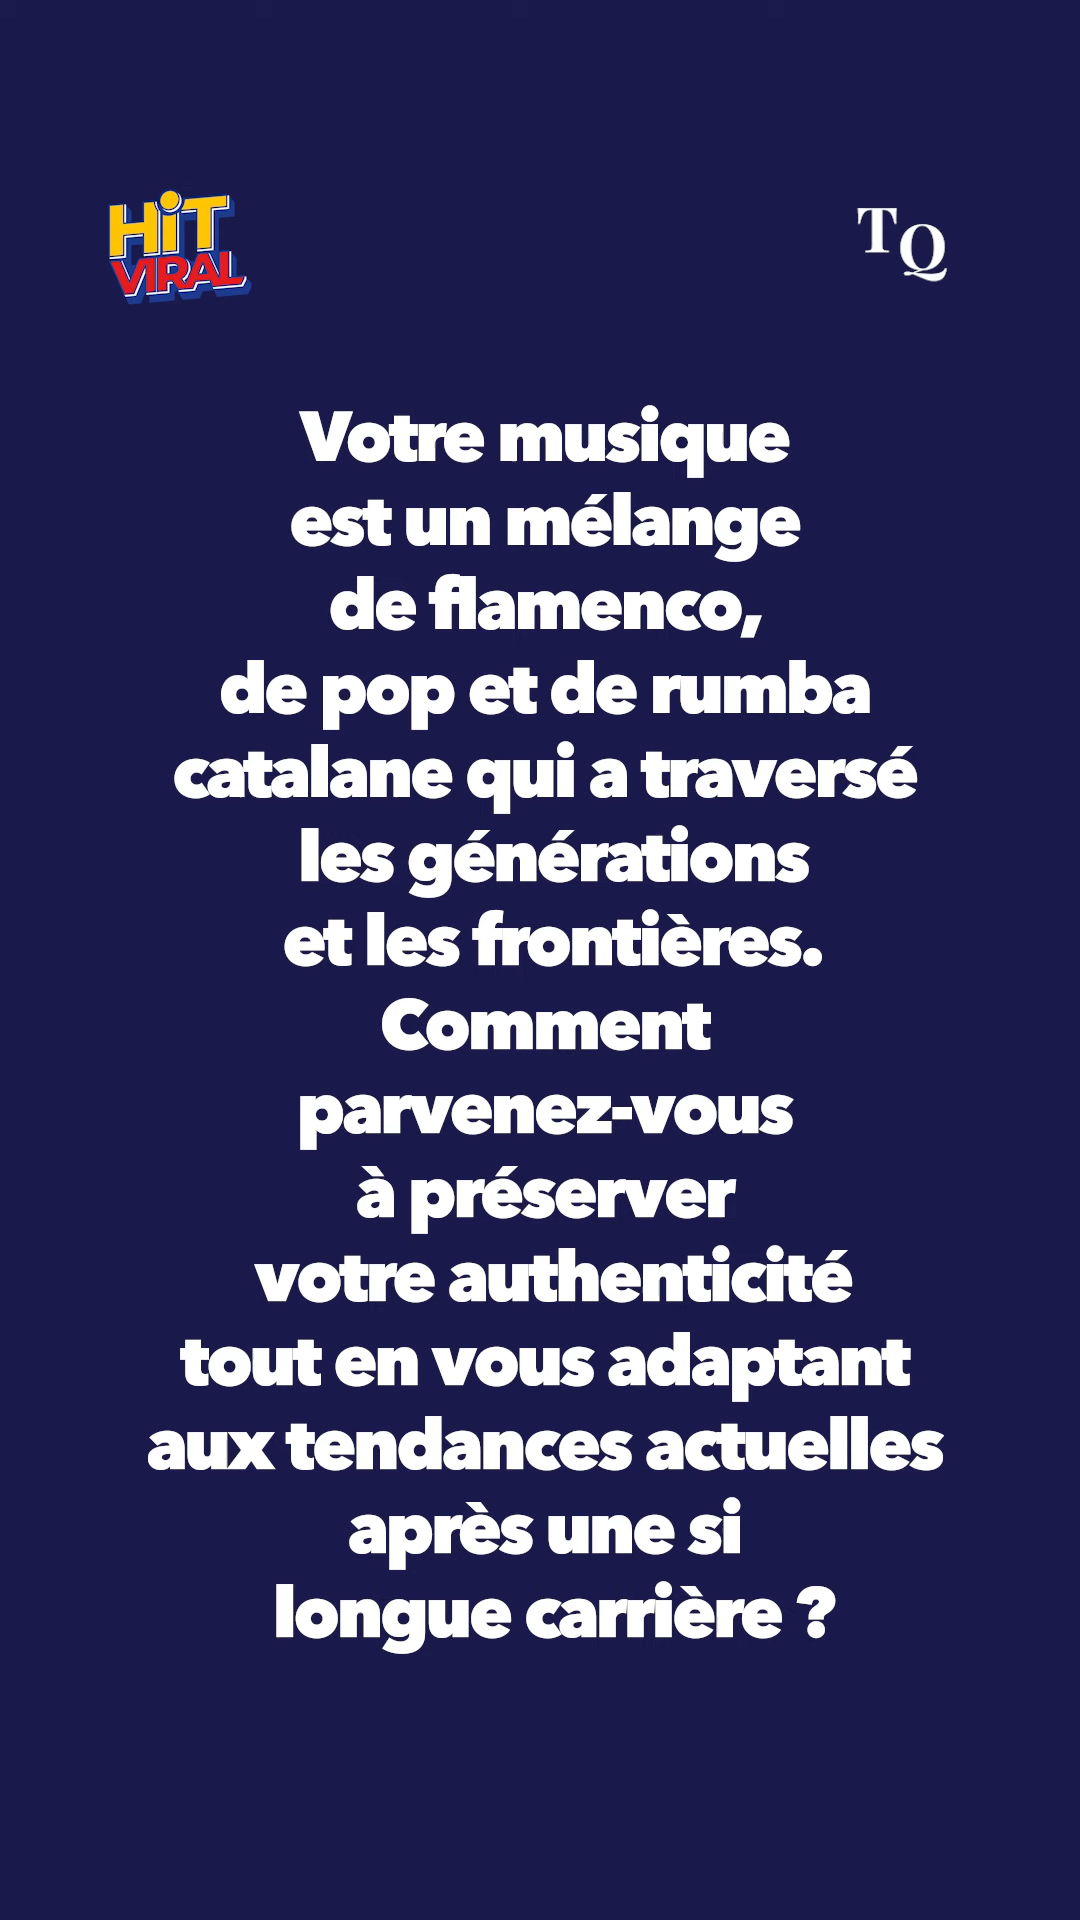 HiT
VIRAL
TQ
Votre musique
est un mélange
de flamenco,
de pop et de rumba
catalane qui a traversé
les générations
et les frontières.
Comment
parvenez-vous
à préserver
votre authenticité
tout en vous adaptant
aux tendances actuelles
après une si
longue carrière ?